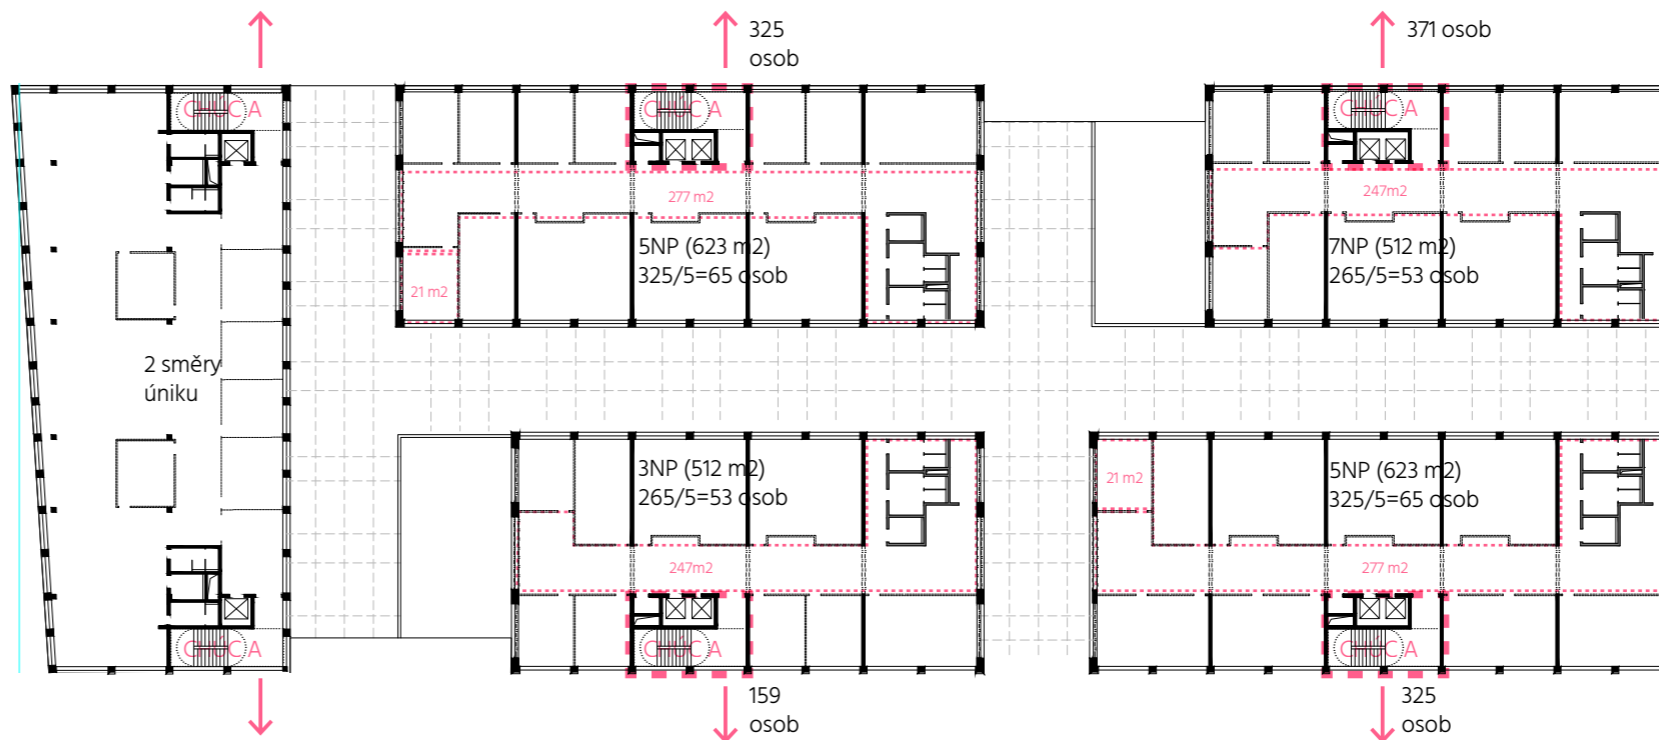 325
osob
371 osob
CHÚC A
CHÚC A
CHÚC A
277 m2
247m2
5NP (623 m2)
325/5=65 osob
7NP (512 m2)
265/5=53 osob
21 m2
2 směry
úniku
3NP (512 m2)
265/5=53 osob
21 m2
5NP (623 m2)
325/5=65 osob
247m2
277 m2
CHÚC A
CHÚC A
CHÚC A
159
osob
325
osob